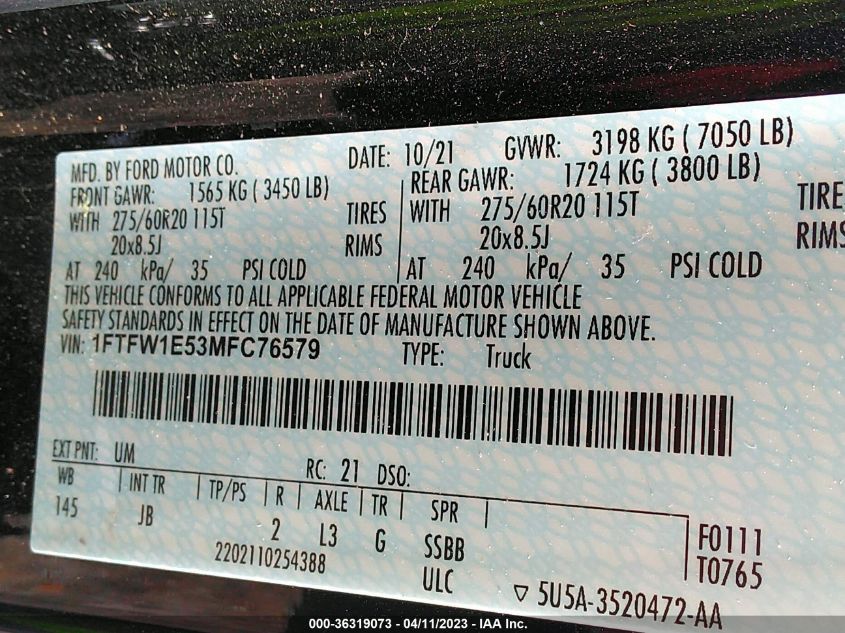 MFD. BY FORD MOTOR CO. DATE: 10/21 GVWR: 3198 KG ( 7050 LB)
FRONT GAWR: 1565 KG ( 3450 LB) REAR GAWR: 1724 KG ( 3800 LB)
WITH 275/60R20 115T TIRES WITH 275/60R20 115T TIRE
20x8.5J RIMS 20x8.5J RIMS
AT 240 kPa/ 35 PSI COLD AT 240 kPa/ 35 PSI COLD
THIS VEHICLE CONFORMS TO ALL APPLICABLE FEDERAL MOTOR VEHICLE
SAFETY STANDARDS IN EFFECT ON THE DATE OF MANUFACTURE SHOWN ABOVE.
VIN: 1FTFW1E53MFC76579 TYPE: Truck
EXT PNT: UM RC: 21 DSO:
WB INT TR TP/PS R AXLE TR SPR
145 JB 2 L3 G SSBB F0111
2202110254388 ULC T0765
▽ 5U5A-3520472-AA
000-36319073 - 04/11/2023 - IAA Inc.